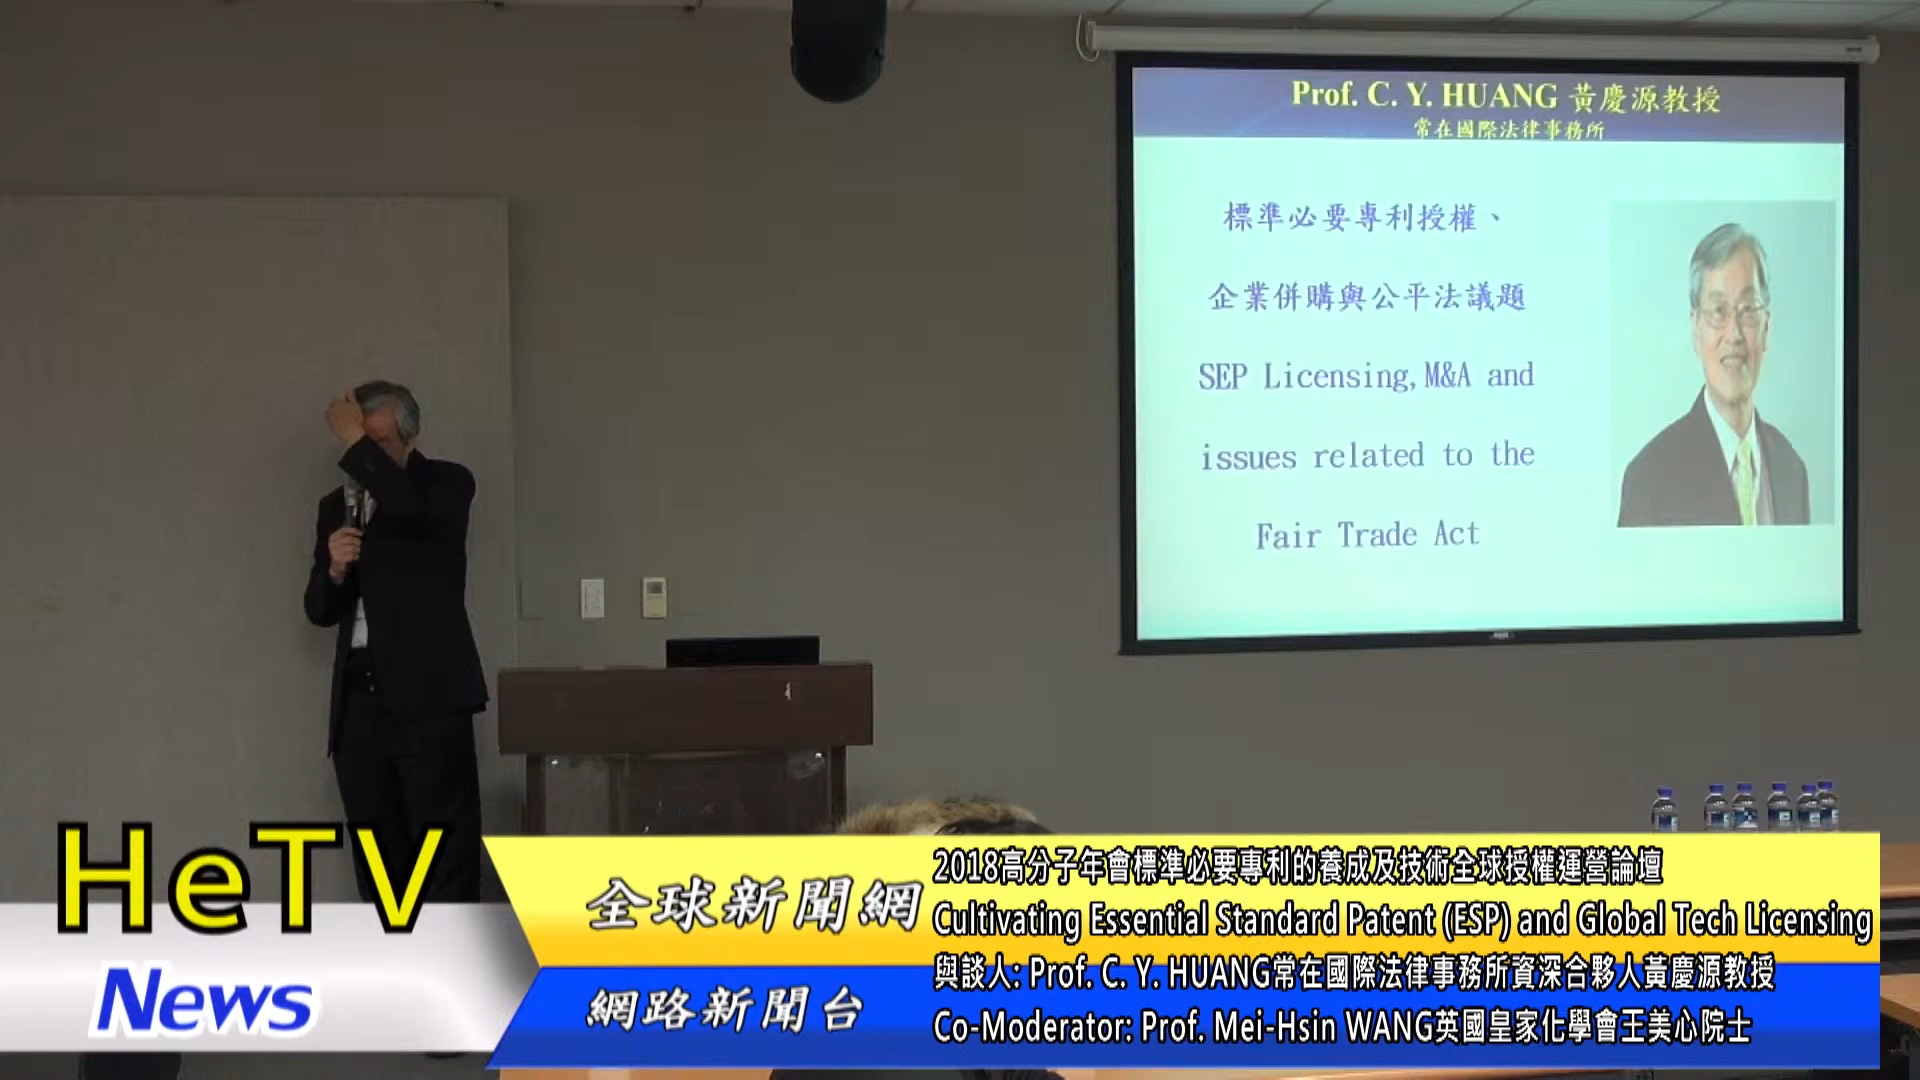 Prof. C. Y. HUANG 黃慶源教授
常在國際法律事務所
標準必要專利授權、
企業併購與公平法議題
SEP Licensing,M&A and
issues related to the
Fair Trade Act
HeTV
News
全球新聞網
網路新聞台
2018高分子年會標準必要專利的養成及技術全球授權運營論壇
Cultivating Essential Standard Patent (ESP) and Global Tech Licensing
與談人: Prof. C. Y. HUANG常在國際法律事務所資深合夥人黃慶源教授
Co-Moderator: Prof. Mei-Hsin WANG英國皇家化學會王美心院士